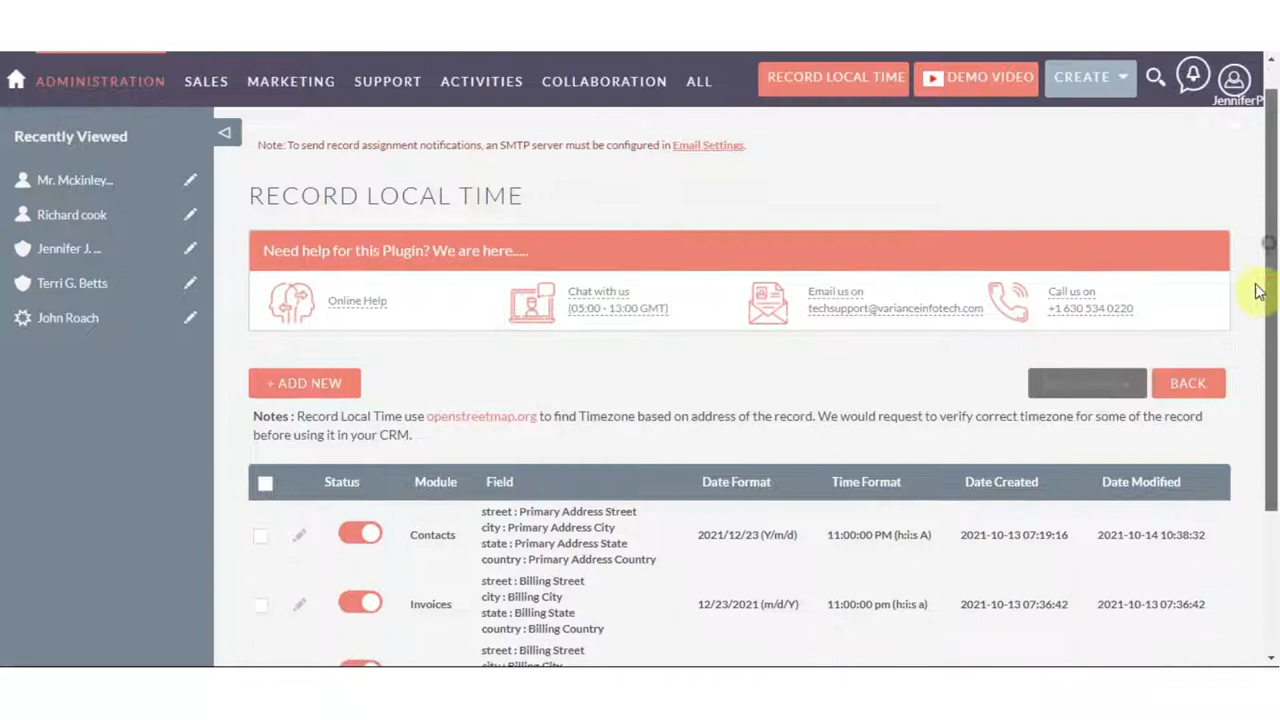 ADMINISTRATION SALES MARKETING SUPPORT ACTIVITIES COLLABORATION ALL RECORD LOCAL TIME DEMO VIDEO CREATE
JenniferP
Recently Viewed
Mr. Mckinley...
Richard cook
Jennifer J. ...
Terri G. Betts
John Roach
Note: To send record assignment notifications, an SMTP server must be configured in Email Settings.
RECORD LOCAL TIME
Need help for this Plugin? We are here.....
Online Help
Chat with us
(05:00 - 13:00 GMT)
Email us on
techsupport@varianceinfotech.com
Call us on
+1 630 534 0220
+ ADD NEW
BACK
Notes : Record Local Time use openstreetmap.org to find Timezone based on address of the record. We would request to verify correct timezone for some of the record
before using it in your CRM.
Status Module Field Date Format Time Format Date Created Date Modified
street : Primary Address Street
city : Primary Address City
state : Primary Address State
country : Primary Address Country
Contacts 2021/12/23 (Y/m/d) 11:00:00 PM (h:i:s A) 2021-10-13 07:19:16 2021-10-14 10:38:32
street : Billing Street
city : Billing City
state : Billing State
country : Billing Country
Invoices 12/23/2021 (m/d/Y) 11:00:00 pm (h:i:s a) 2021-10-13 07:36:42 2021-10-13 07:36:42
street : Billing Street
city : Billing City